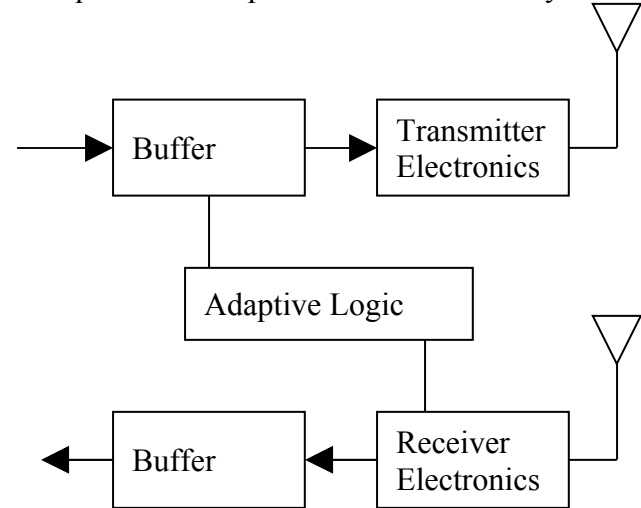 Buffer
Transmitter
Electronics
Adaptive Logic
Buffer
Receiver
Electronics